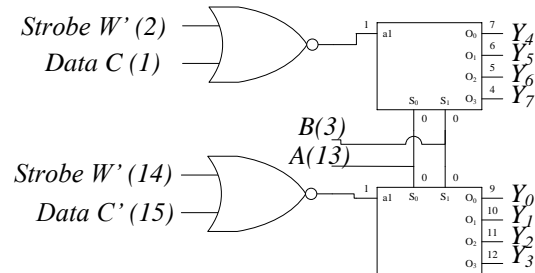 Strobe W' (2)
Data C (1)
1 a1 O₀ 7 Y₄
O₁ 6 Y₅
O₂ 5 Y₆
O₃ 4 Y₇
S₀ S₁
0 0
B(3)
A(13)
0 0
Strobe W' (14)
Data C' (15)
1 a1 S₀ S₁ O₀ 9 Y₀
O₁ 10 Y₁
O₂ 11 Y₂
O₃ 12 Y₃